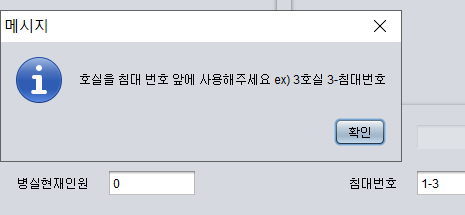 메시지
호실을 침대 번호 앞에 사용해주세요 ex) 3호실 3-침대번호
확인
병실현재인원 0 침대번호 1-3